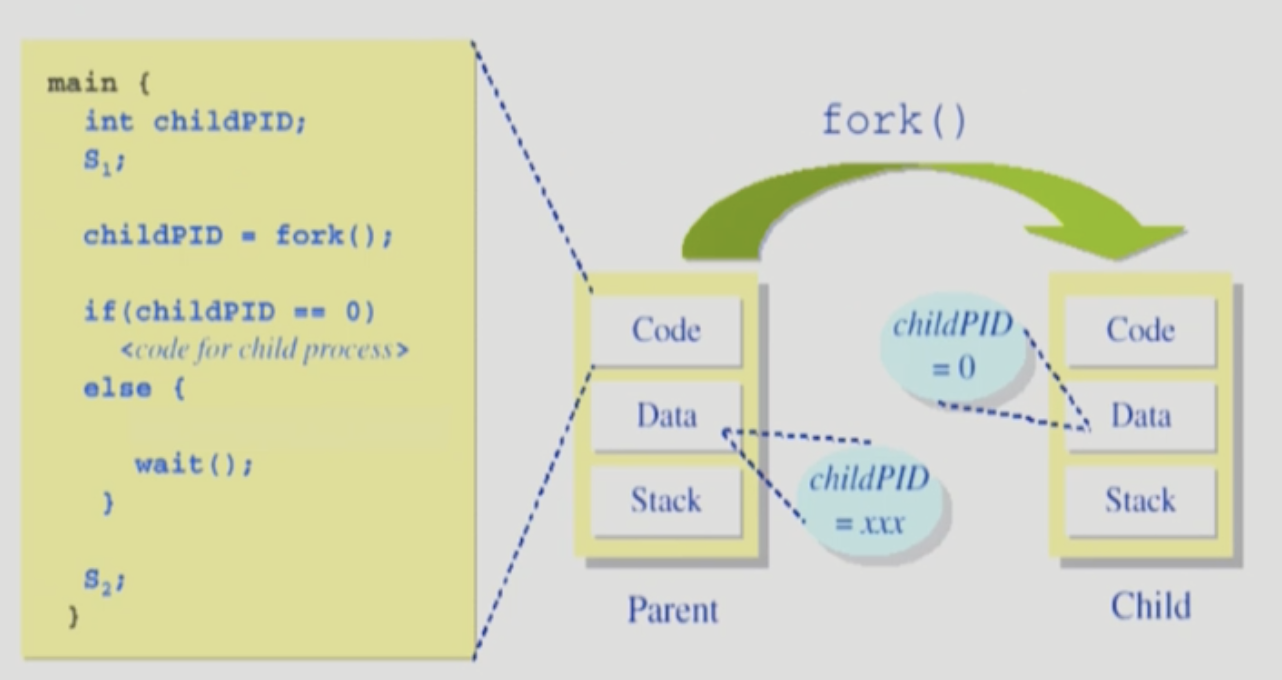 main {
int childPID;
S₁;
childPID = fork();
if(childPID == 0)
<code for child process>
else {
wait();
}
S₂;
}
fork()
Code
Data
Stack
Parent
childPID
= xxx
childPID
= 0
Code
Data
Stack
Child